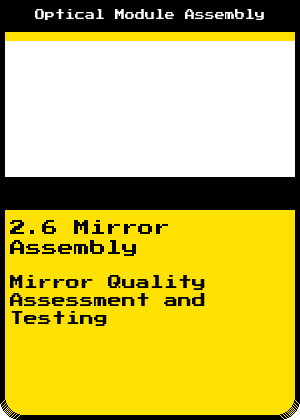 Optical Module Assembly
2.6 Mirror
Assembly
Mirror Quality
Assessment and
Testing